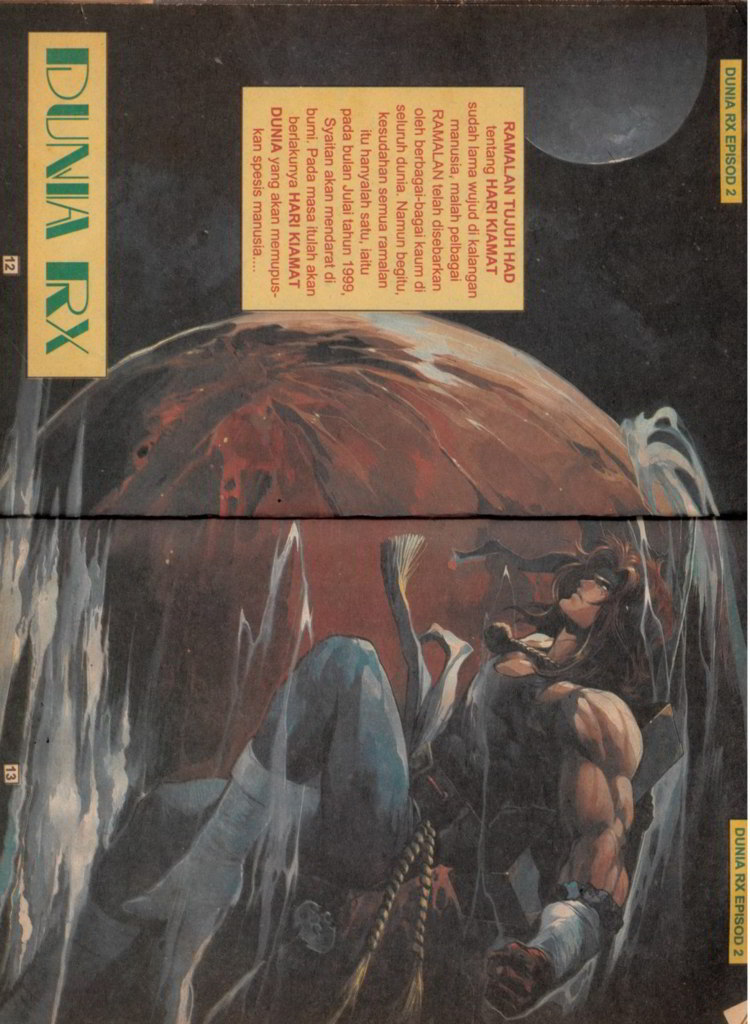 DUNIA RX EPISOD 2
RAMALAN TUJUH HAD
tentang HARI KIAMAT
sudah lama wujud di kalangan
manusia, malah pelbagai
RAMALAN telah disebarkan
oleh berbagai-bagai kaum di
seluruh dunia. Namun begitu,
kesudahan semua ramalan
itu hanyalah satu, iaitu
pada bulan Julai tahun 1999,
Syaitan akan mendarat di
bumi. Pada masa itulah akan
berlakunya HARI KIAMAT
DUNIA yang akan memupus-
kan spesis manusia....
DUNIA RX
12
DUNIA RX EPISOD 2
13